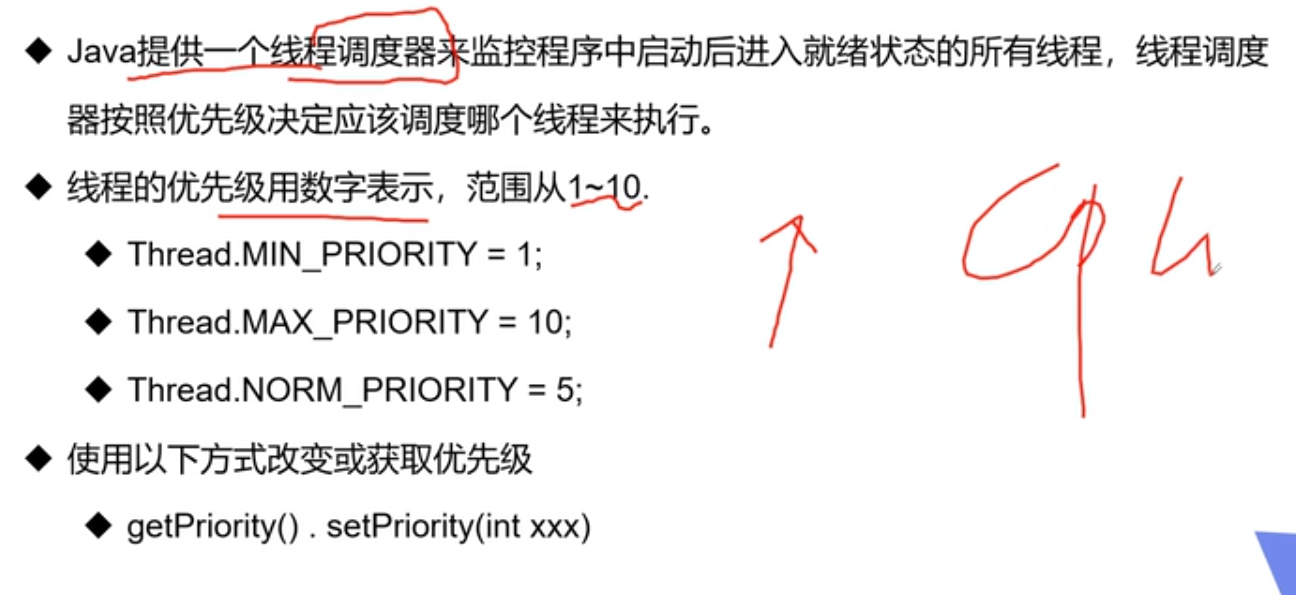 ◆ Java提供一个线程调度器来监控程序中启动后进入就绪状态的所有线程，线程调度
器按照优先级决定应该调度哪个线程来执行。
◆ 线程的优先级用数字表示，范围从1~10.
◆ Thread.MIN_PRIORITY = 1;
◆ Thread.MAX_PRIORITY = 10;
◆ Thread.NORM_PRIORITY = 5;
◆ 使用以下方式改变或获取优先级
◆ getPriority() . setPriority(int xxx)